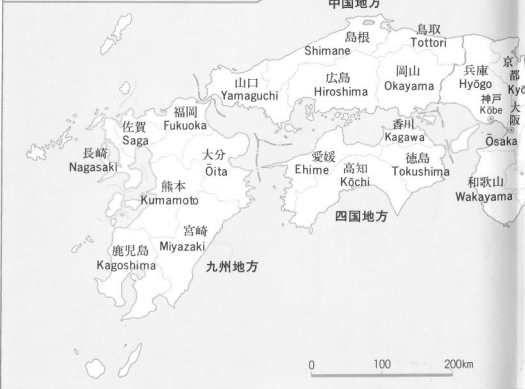 中国地方
島根
Shimane
鳥取
Tottori
山口
Yamaguchi
広島
Hiroshima
岡山
Okayama
兵庫
Hyōgo
神戸
Kōbe
京都
Kyō
大阪
Ōsaka
福岡
Fukuoka
佐賀
Saga
長崎
Nagasaki
大分
Ōita
熊本
Kumamoto
宮崎
Miyazaki
鹿児島
Kagoshima
九州地方
香川
Kagawa
愛媛
Ehime
高知
Kōchi
徳島
Tokushima
四国地方
和歌山
Wakayama
0 100 200km